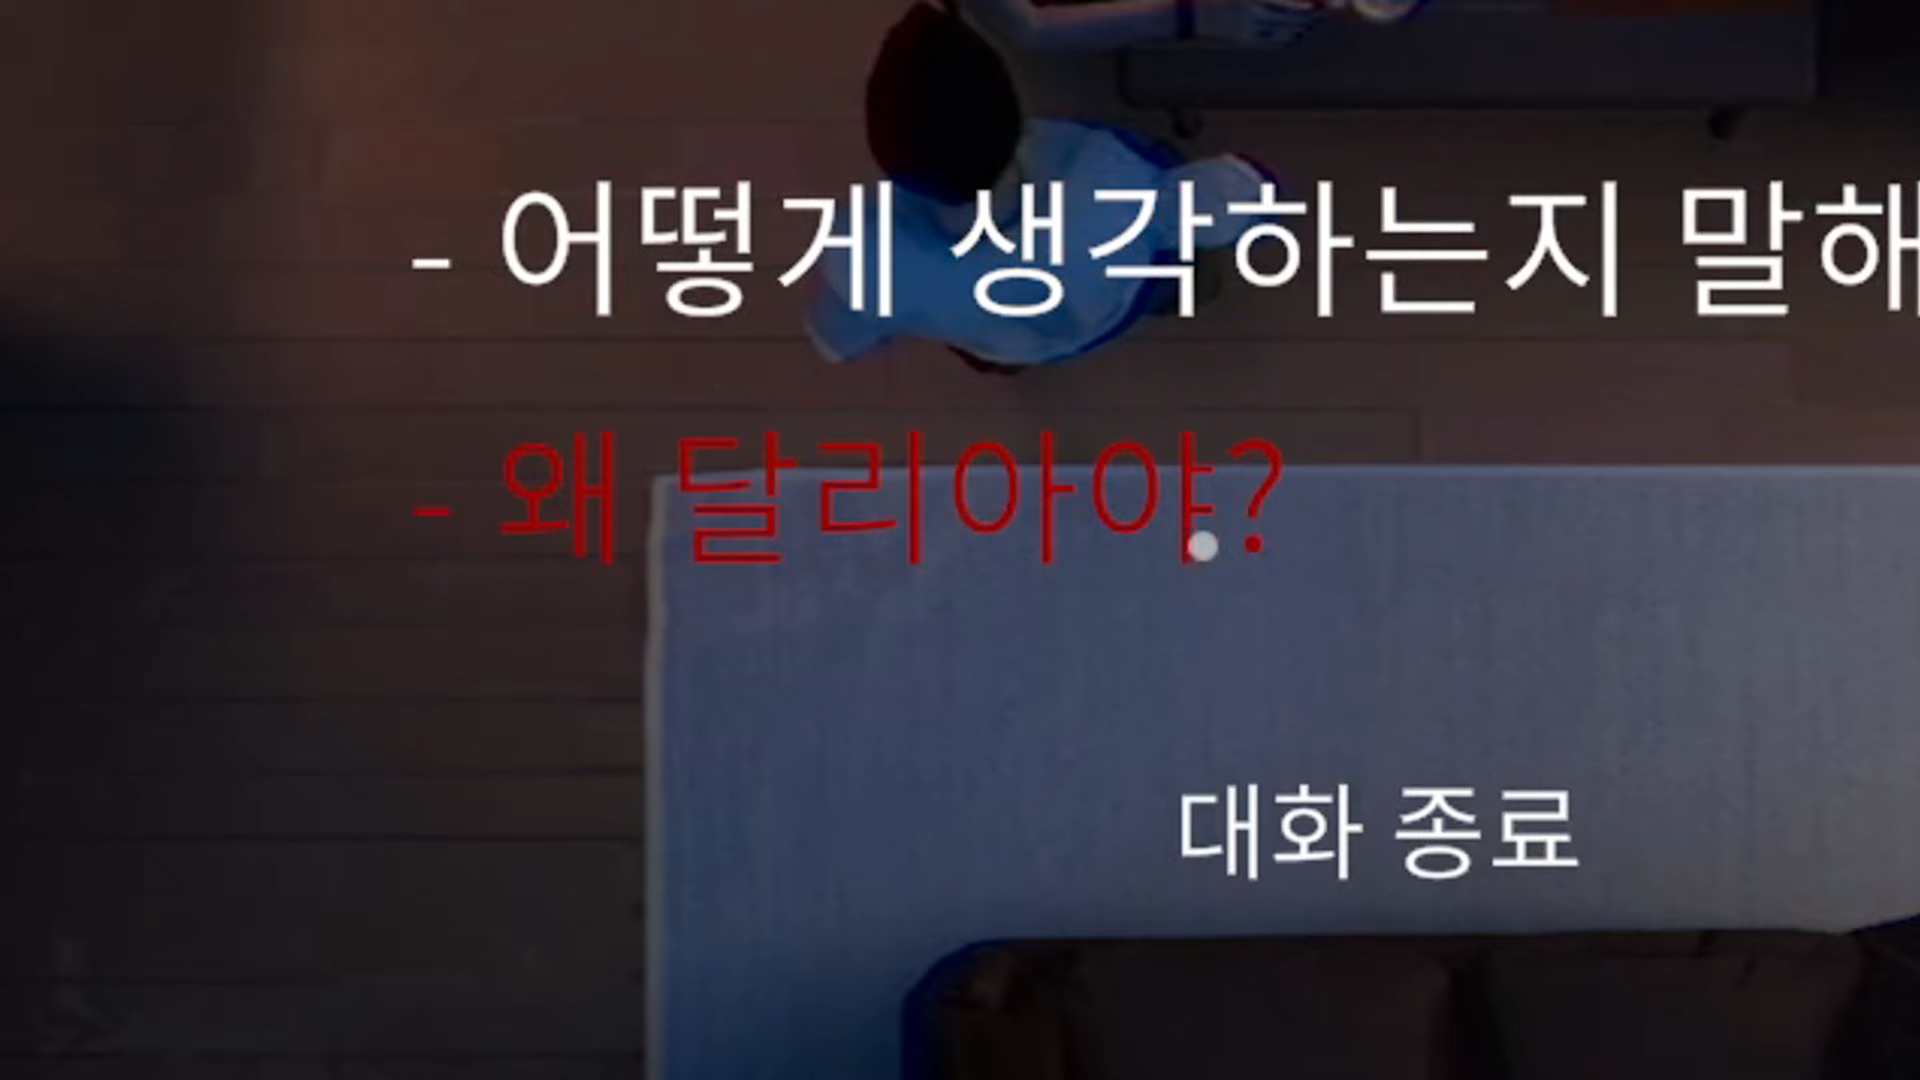 - 어떻게 생각하는지 말해
- 왜 달리아야?
대화 종료